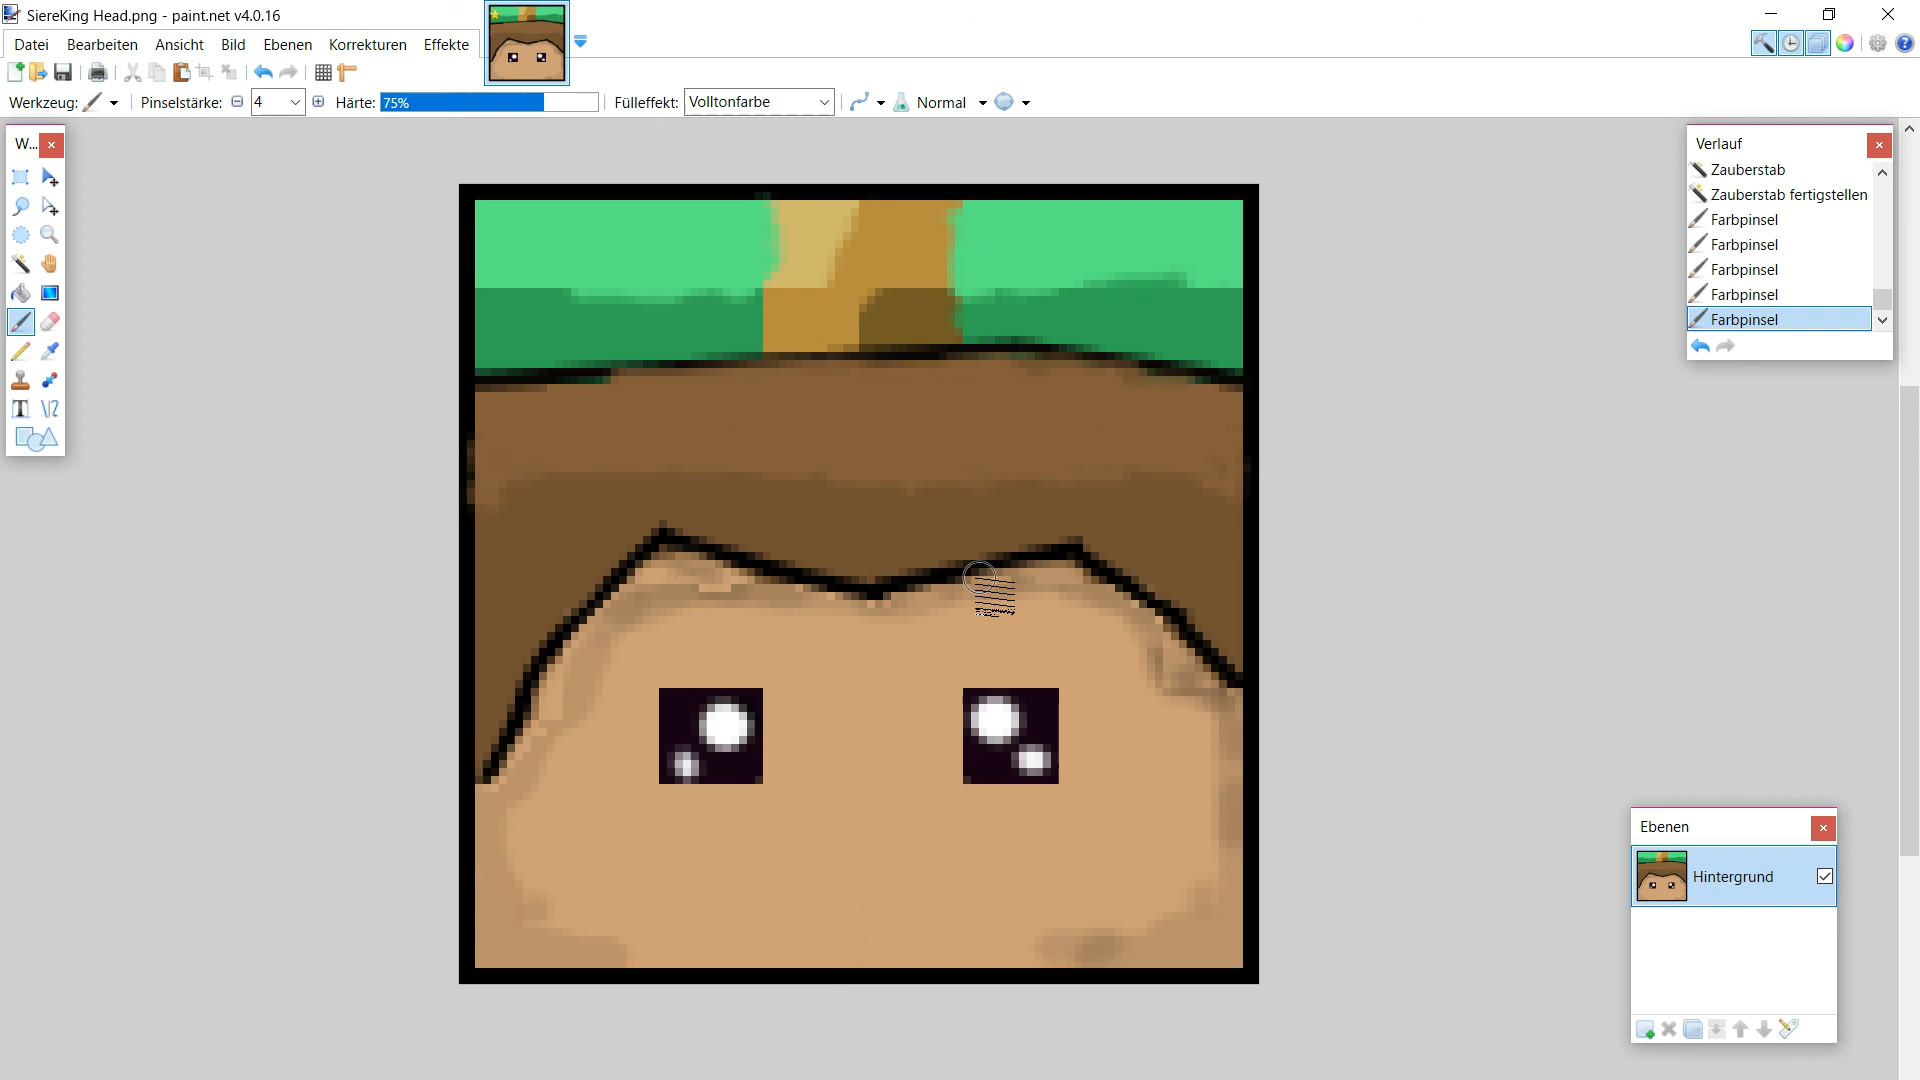 SiereKing Head.png - paint.net v4.0.16
Datei Bearbeiten Ansicht Bild Ebenen Korrekturen Effekte
Werkzeug: Pinselstärke: 4 Härte: 75% Fülleffekt: Volltonfarbe Normal
W...
Verlauf
Zauberstab
Zauberstab fertigstellen
Farbpinsel
Farbpinsel
Farbpinsel
Farbpinsel
Farbpinsel
Ebenen
Hintergrund